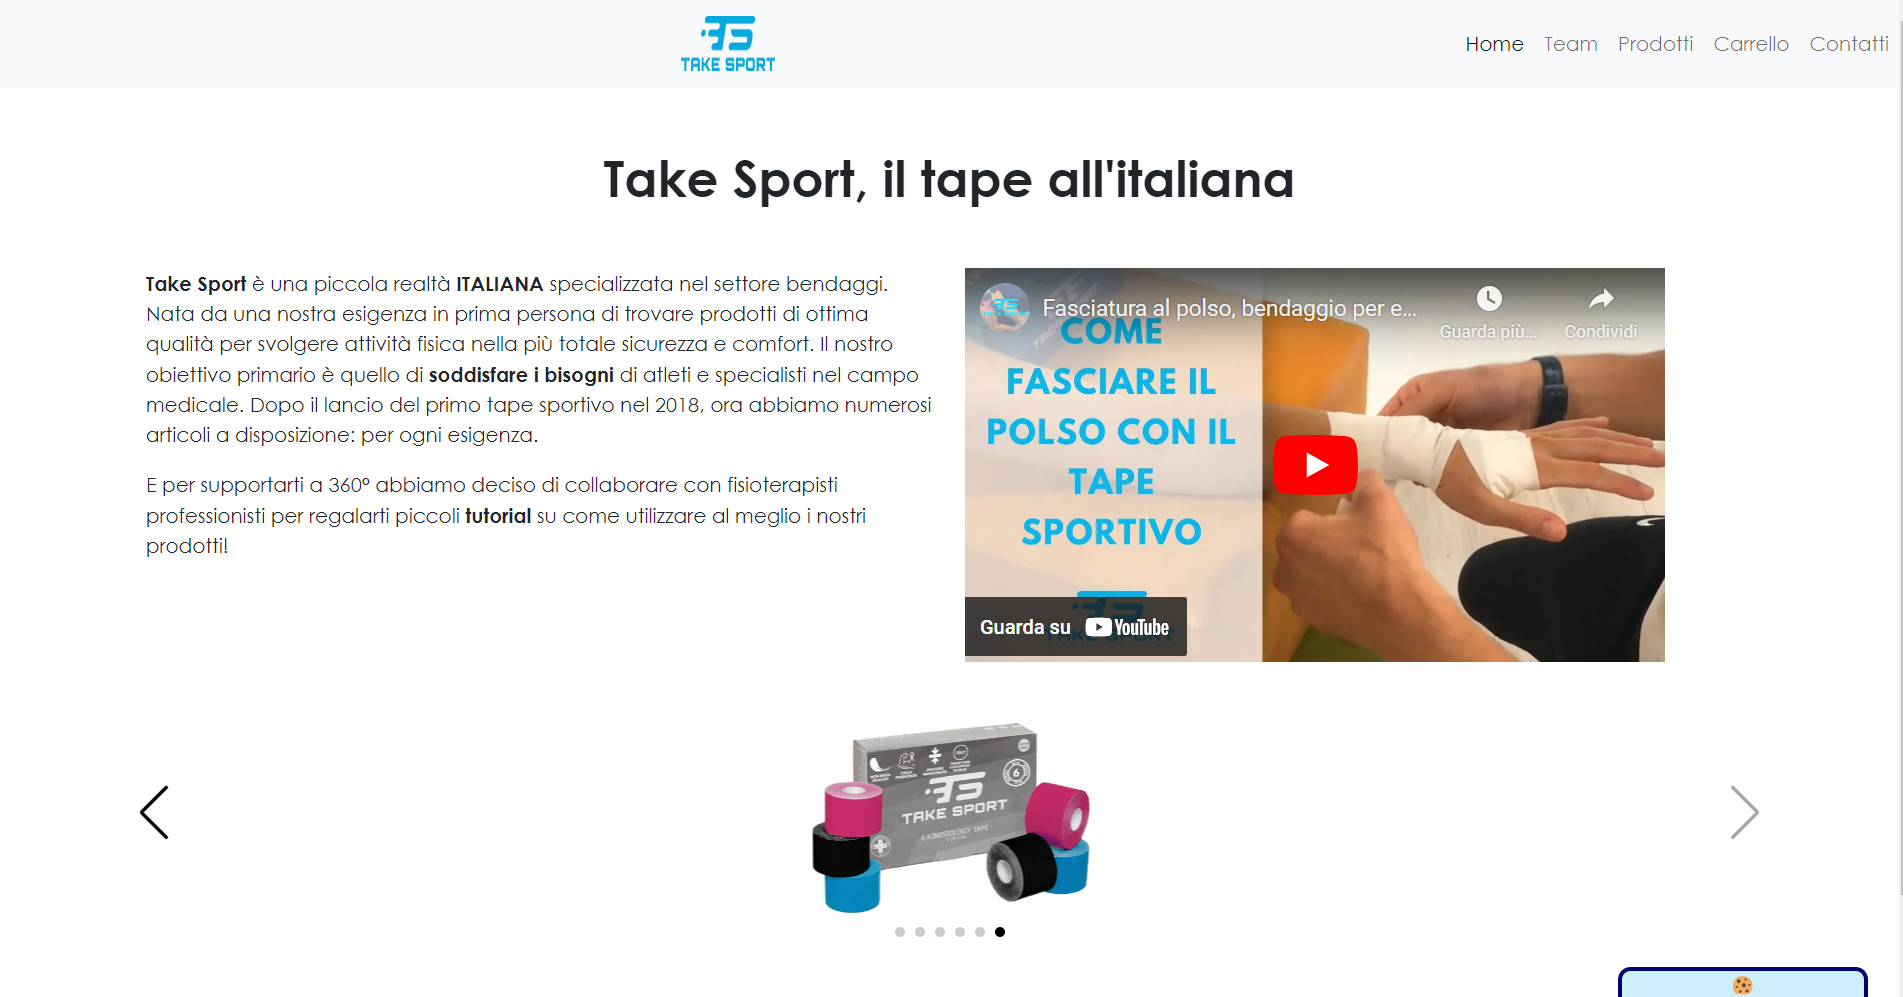 TAKE SPORT
Home Team Prodotti Carrello Contatti
Take Sport, il tape all'italiana
Take Sport è una piccola realtà ITALIANA specializzata nel settore bendaggi.
Nata da una nostra esigenza in prima persona di trovare prodotti di ottima
qualità per svolgere attività fisica nella più totale sicurezza e comfort. Il nostro
obiettivo primario è quello di soddisfare i bisogni di atleti e specialisti nel campo
medicale. Dopo il lancio del primo tape sportivo nel 2018, ora abbiamo numerosi
articoli a disposizione: per ogni esigenza.
E per supportarti a 360º abbiamo deciso di collaborare con fisioterapisti
professionisti per regalarti piccoli tutorial su come utilizzare al meglio i nostri
prodotti!
Fasciatura al polso, bendaggio per e...
Guarda più...
Condividi
COME
FASCIARE IL
POLSO CON IL
TAPE
SPORTIVO
Guarda su YouTube
TAKE SPORT
6 KINESIOLOGY TAPE
6